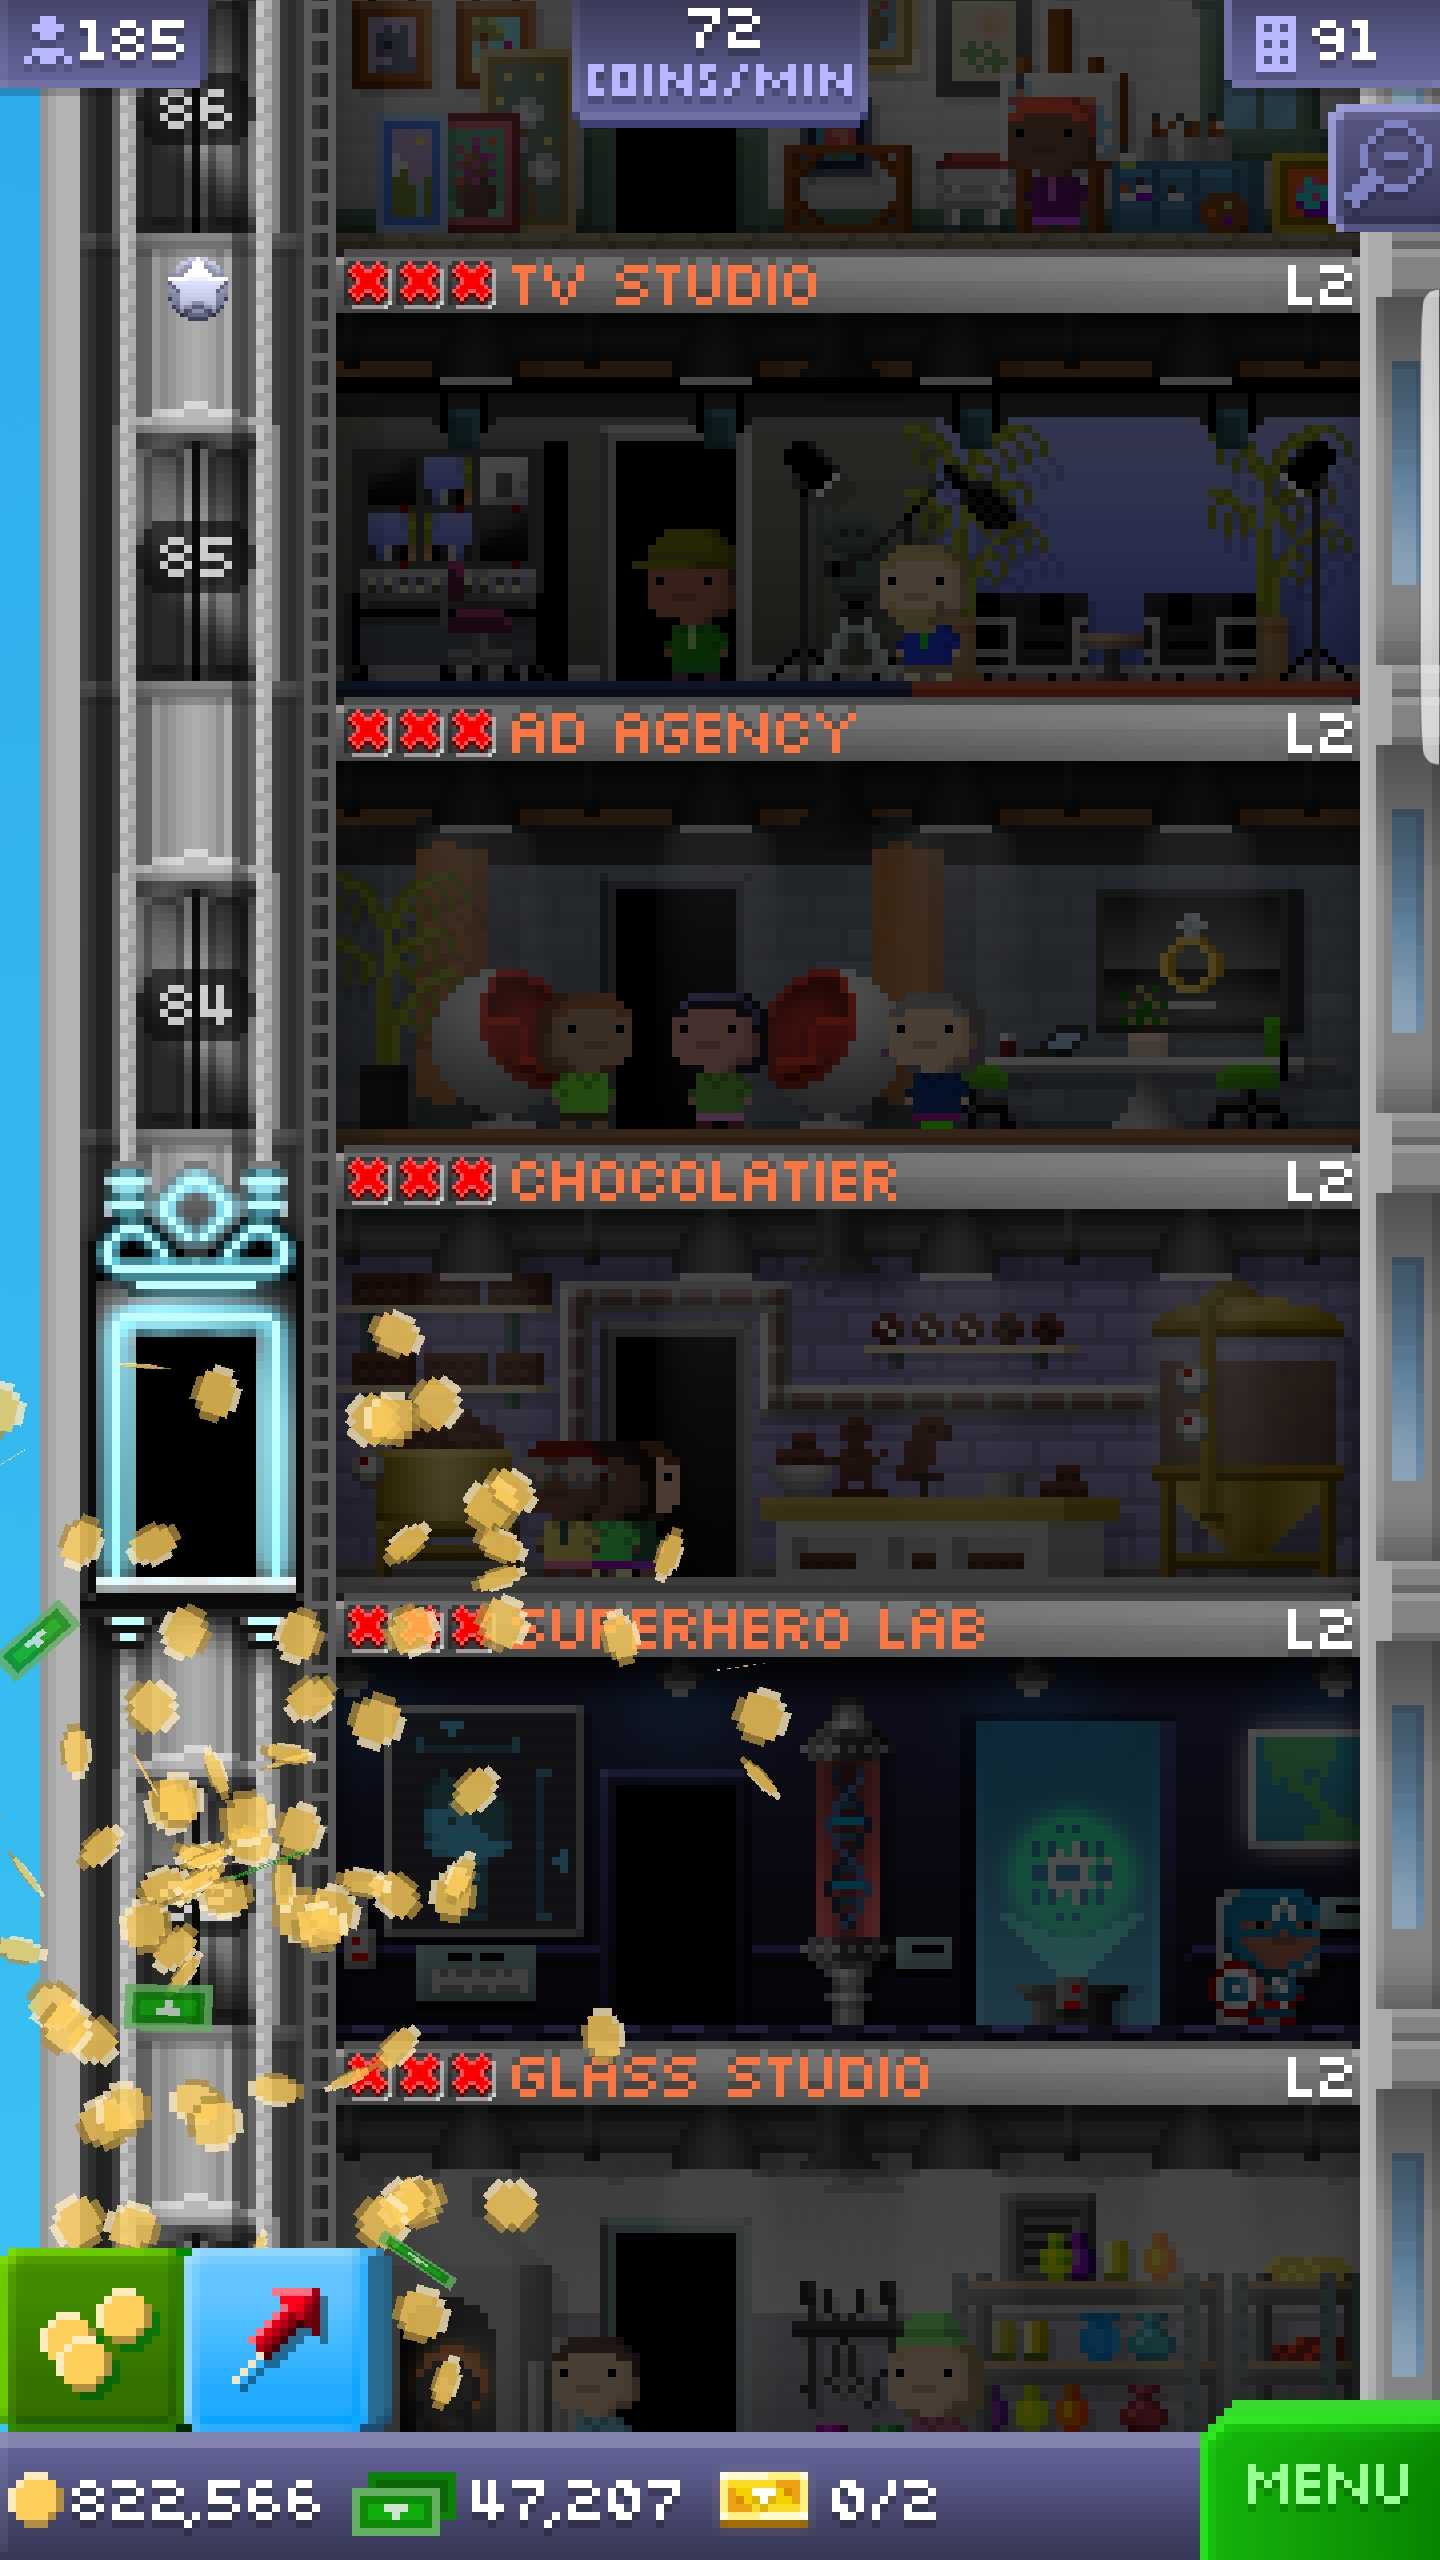 185
72
COINS/MIN
91
86
TV STUDIO L2
85
AD AGENCY L2
84
CHOCOLATIER L2
SUPERHERO LAB L2
GLASS STUDIO L2
822,566 47,207 0/2
MENU